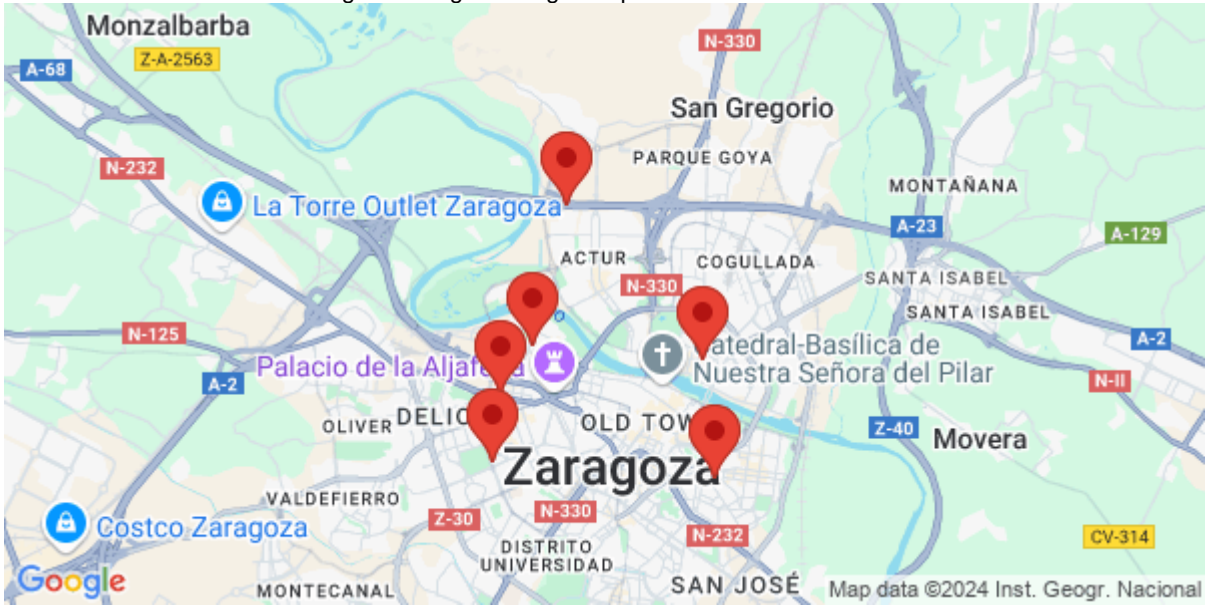 Monzalbarba
Z-A-2563
N-330
A-68
San Gregorio
PARQUE GOYA
N-232
MONTAÑANA
La Torre Outlet Zaragoza
A-23
A-129
ACTUR
COGULLADA
SANTA ISABEL
N-330
SANTA ISABEL
N-125
A-2
Palacio de la
Catedral-Basílica de
Nuestra Señora del Pilar
A-2
N-II
OLIVER
OLD
Z-40
Movera
Zaragoza
VALDEFIERRO
Z-30
N-330
Costco Zaragoza
N-232
CV-314
DISTRITO
UNIVERSIDAD
Google
MONTECANAL
SAN JOSÉ
Map data ©2024 Inst. Geogr. Nacional